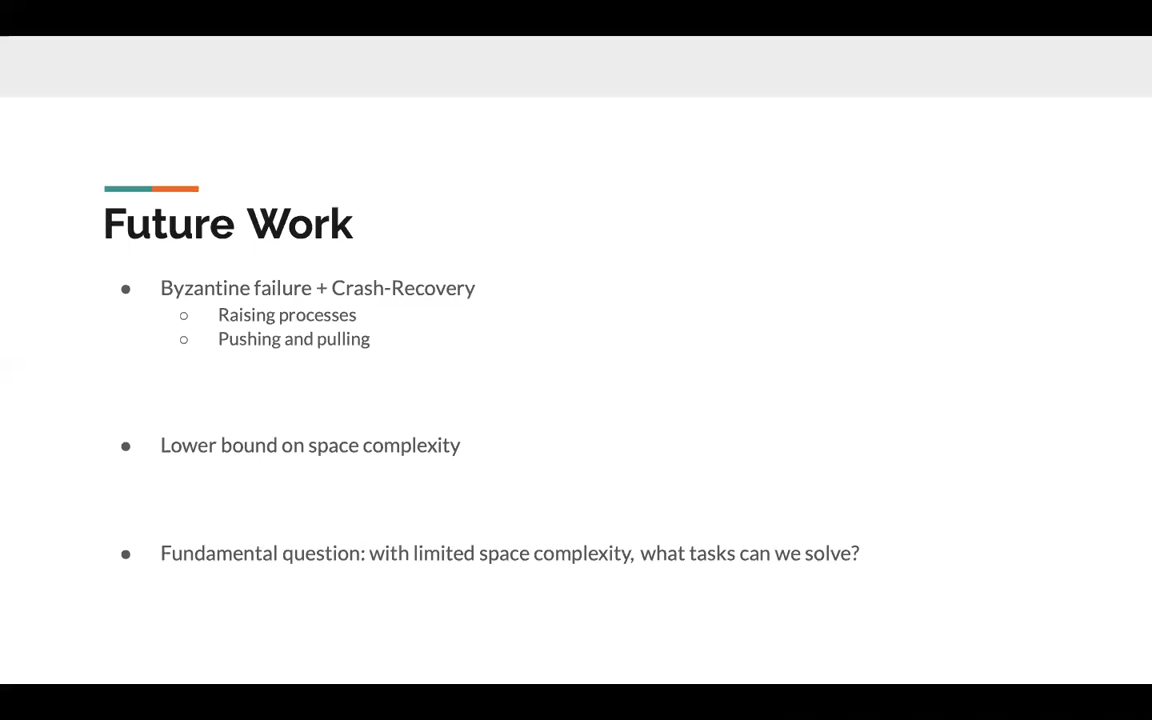 Future Work
● Byzantine failure + Crash-Recovery
○ Raising processes
○ Pushing and pulling
● Lower bound on space complexity
● Fundamental question: with limited space complexity, what tasks can we solve?